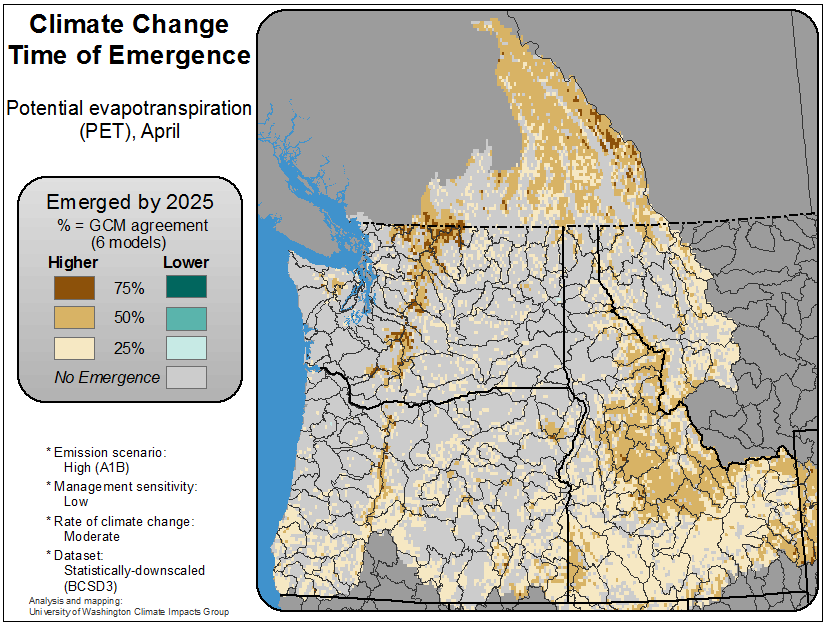 Climate Change
Time of Emergence
Potential evapotranspiration
(PET), April
Emerged by 2025
% = GCM agreement
(6 models)
Higher Lower
75%
50%
25%
No Emergence
* Emission scenario:
High (A1B)
* Management sensitivity:
Low
* Rate of climate change:
Moderate
* Dataset:
Statistically-downscaled
(BCSD3)
Analysis and mapping:
University of Washington Climate Impacts Group